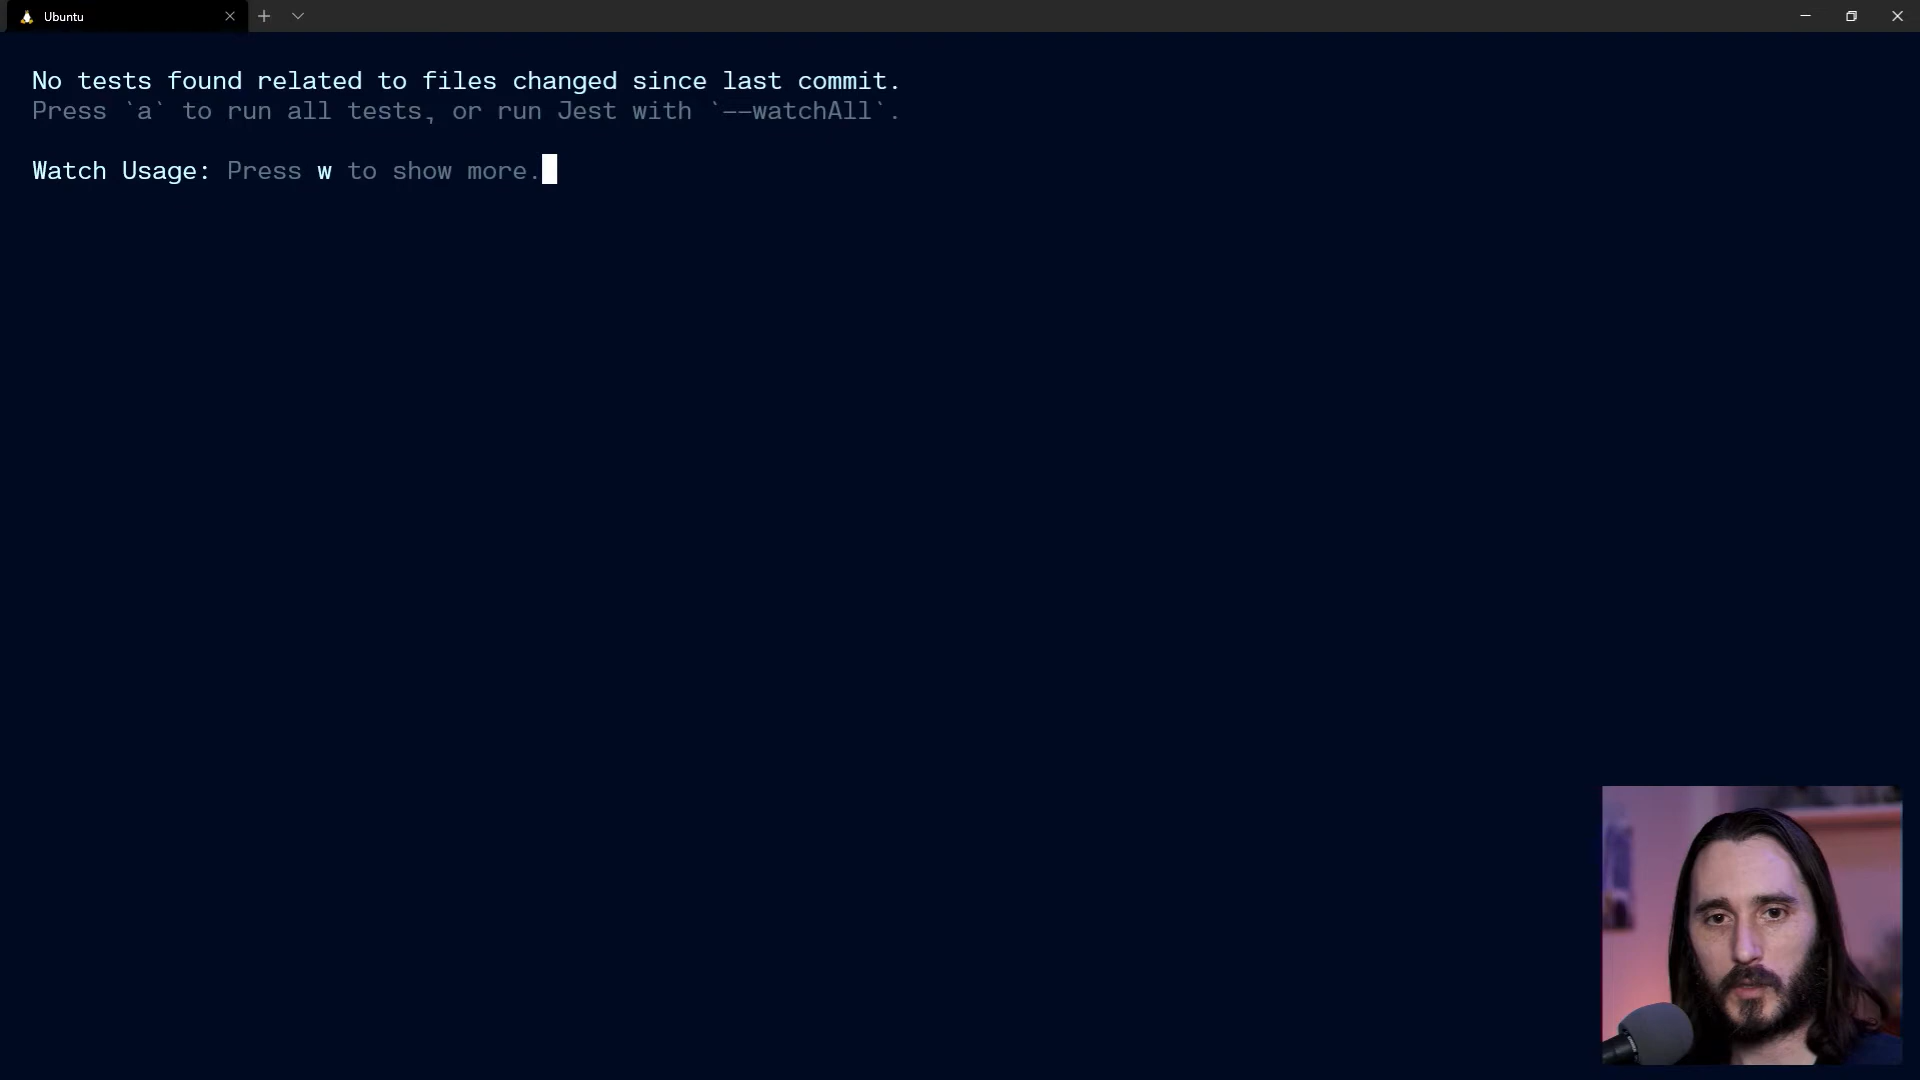 Ubuntu
No tests found related to files changed since last commit.
Press `a` to run all tests, or run Jest with `--watchAll`.
Watch Usage: Press w to show more.